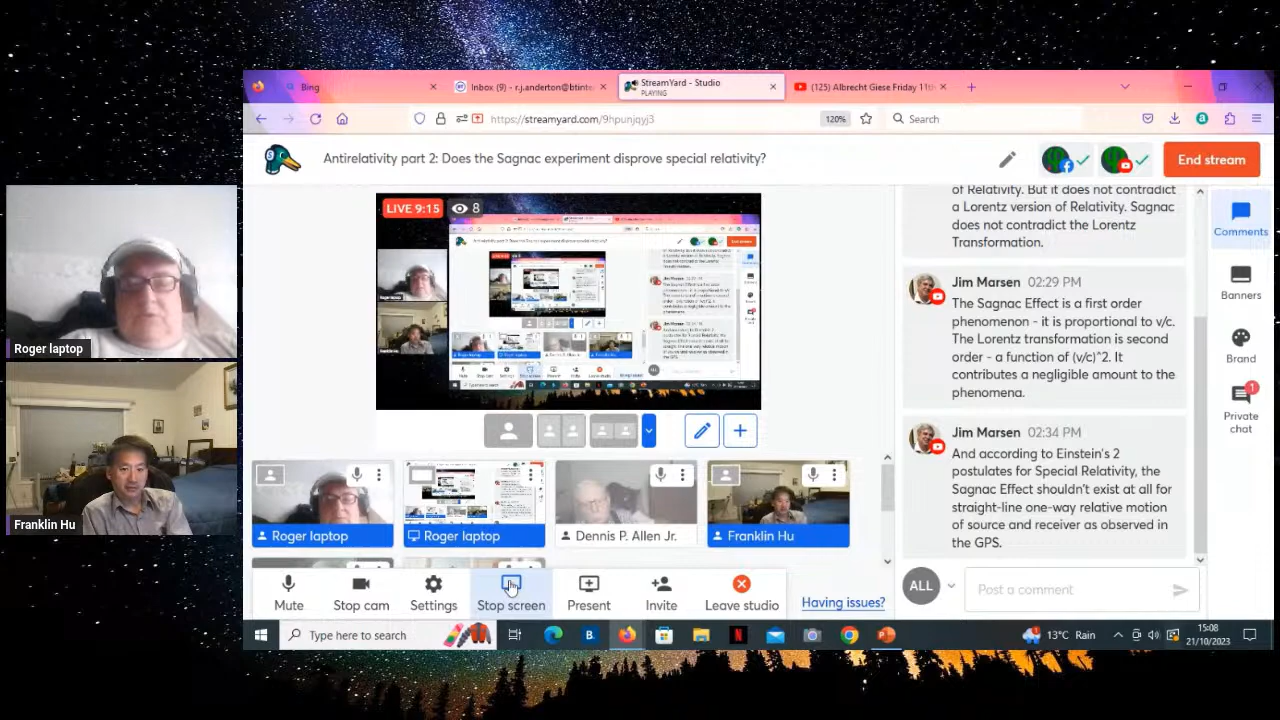 Bing
Inbox (9) - r.j.anderton@btinte
StreamYard - Studio
PLAYING
(125) Albrecht Giese Friday 11th
https://streamyard.com/9hpunjqyj3
120%
Search
Antirelativity part 2: Does the Sagnac experiment disprove special relativity?
End stream
LIVE 9:15
8
of Relativity. But it does not contradict
a Lorentz version of Relativity. Sagnac
does not contradict the Lorentz
Transformation.
Jim Marsen 02:29 PM
The Sagnac Effect is a first order
phenomenon - it is proportional to v/c.
The Lorentz transformation is second
order - a function of (v/c)^2. It
contributes a negligible amount to the
phenomena.
Jim Marsen 02:34 PM
And according to Einstein's 2
postulates for Special Relativity, the
Sagnac Effect shouldn't exist at all for
straight-line one-way relative motion
of source and receiver as observed in
the GPS.
ALL
Post a comment
Comments
Banners
Brand
1
Private
chat
Roger laptop
Franklin Hu
Roger laptop
Roger laptop
Dennis P. Allen Jr.
Franklin Hu
Mute
Stop cam
Settings
Stop screen
Present
Invite
Leave studio
Having issues?
Type here to search
13°C Rain
15:08
21/10/2023